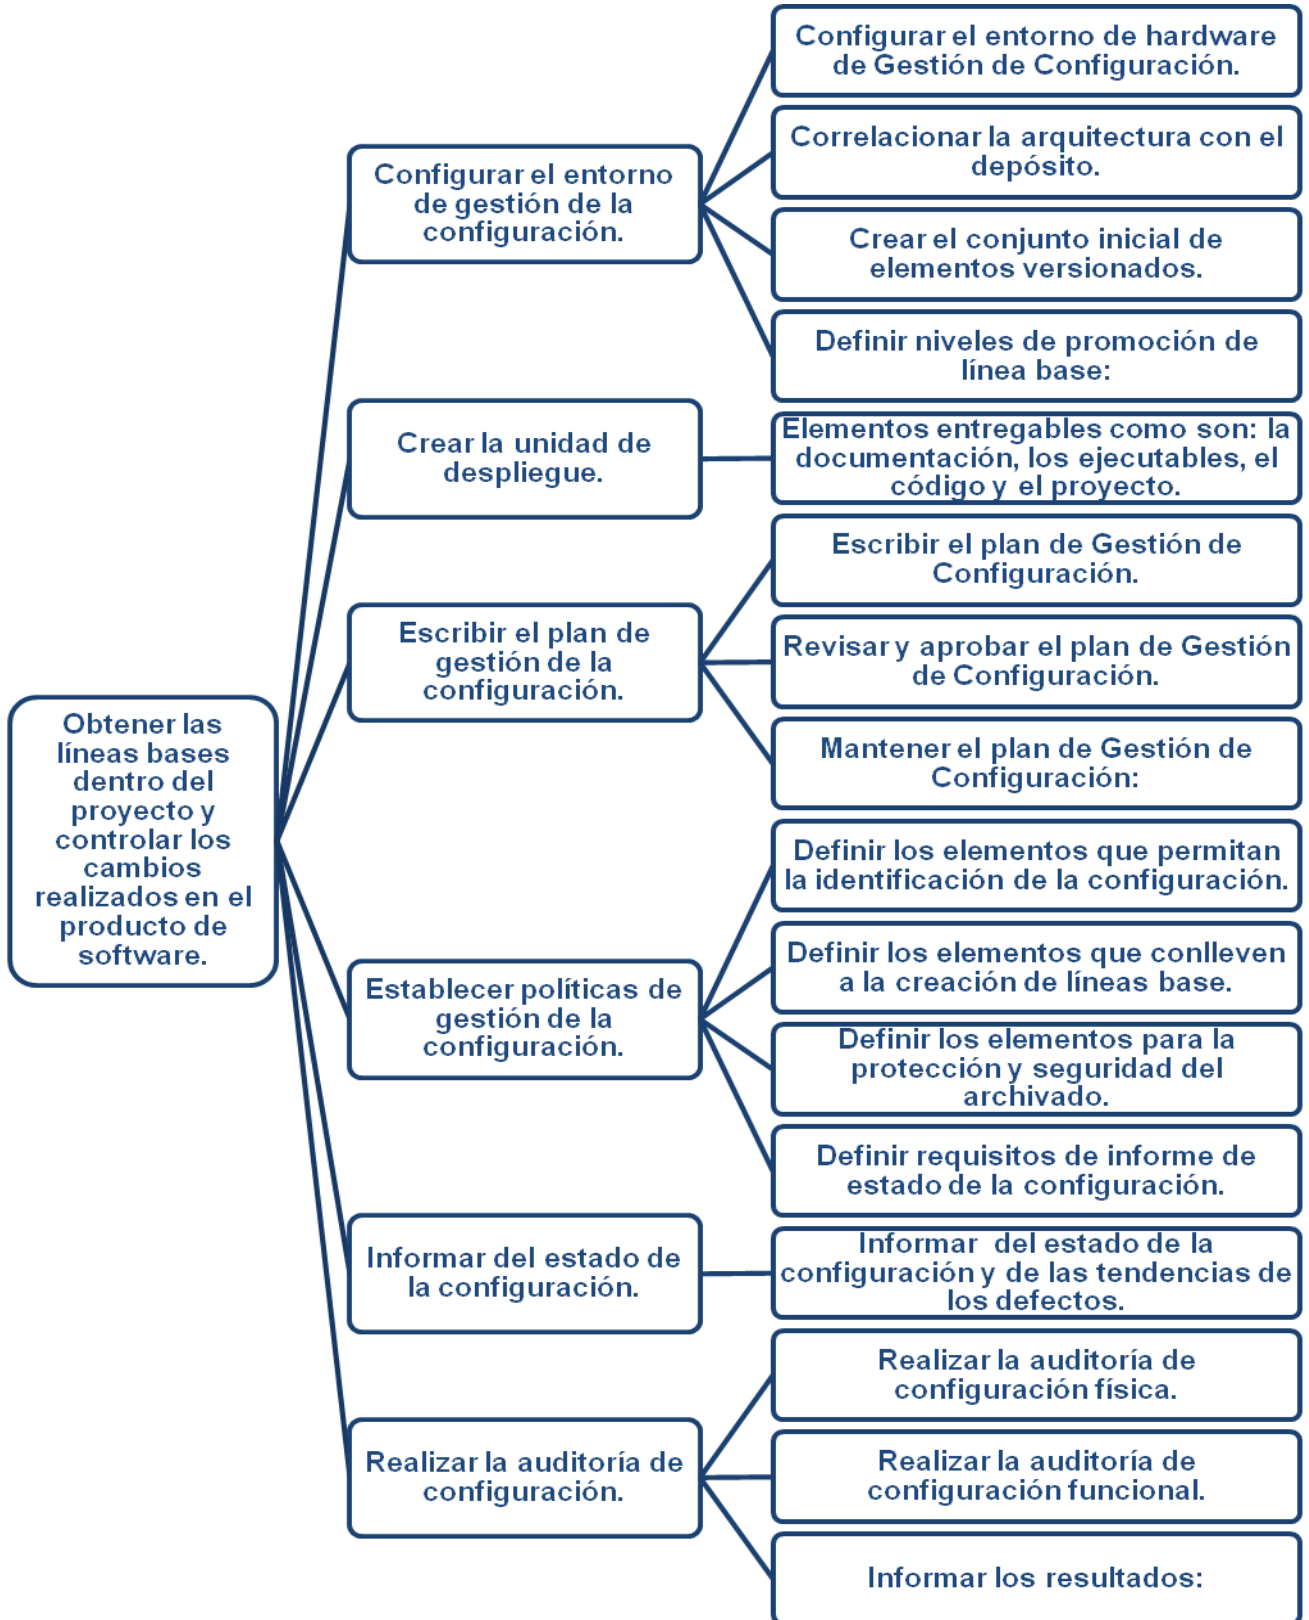 Obtener las
líneas bases
dentro del
proyecto y
controlar los
cambios
realizados en el
producto de
software.
Configurar el entorno
de gestión de la
configuración.
Configurar el entorno de hardware
de Gestión de Configuración.
Correlacionar la arquitectura con el
depósito.
Crear el conjunto inicial de
elementos versionados.
Definir niveles de promoción de
línea base:
Crear la unidad de
despliegue.
Elementos entregables como son: la
documentación, los ejecutables, el
código y el proyecto.
Escribir el plan de
gestión de la
configuración.
Escribir el plan de Gestión de
Configuración.
Revisar y aprobar el plan de Gestión
de Configuración.
Mantener el plan de Gestión de
Configuración:
Establecer políticas de
gestión de la
configuración.
Definir los elementos que permitan
la identificación de la configuración.
Definir los elementos que conlleven
a la creación de líneas base.
Definir los elementos para la
protección y seguridad del
archivado.
Definir requisitos de informe de
estado de la configuración.
Informar del estado de
la configuración.
Informar del estado de la
configuración y de las tendencias de
los defectos.
Realizar la auditoría de
configuración.
Realizar la auditoría de
configuración física.
Realizar la auditoría de
configuración funcional.
Informar los resultados: